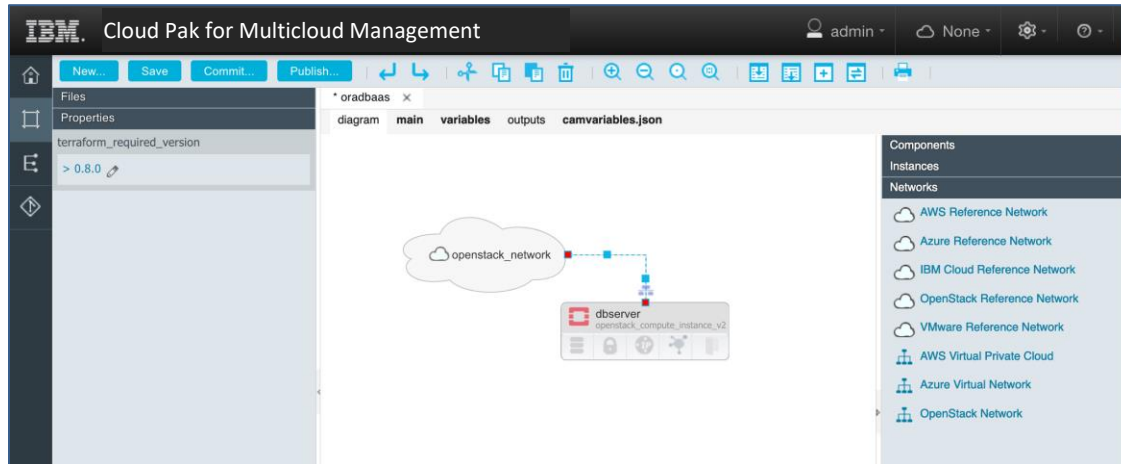 IBM. Cloud Pak for Multicloud Management admin None
New... Save Commit... Publish...
Files
Properties
terraform_required_version
> 0.8.0
* oradbaas ×
diagram main variables outputs camvariables.json
openstack_network
dbserver
openstack_compute_instance_v2
IP
Components
Instances
Networks
AWS Reference Network
Azure Reference Network
IBM Cloud Reference Network
OpenStack Reference Network
VMware Reference Network
AWS Virtual Private Cloud
Azure Virtual Network
OpenStack Network